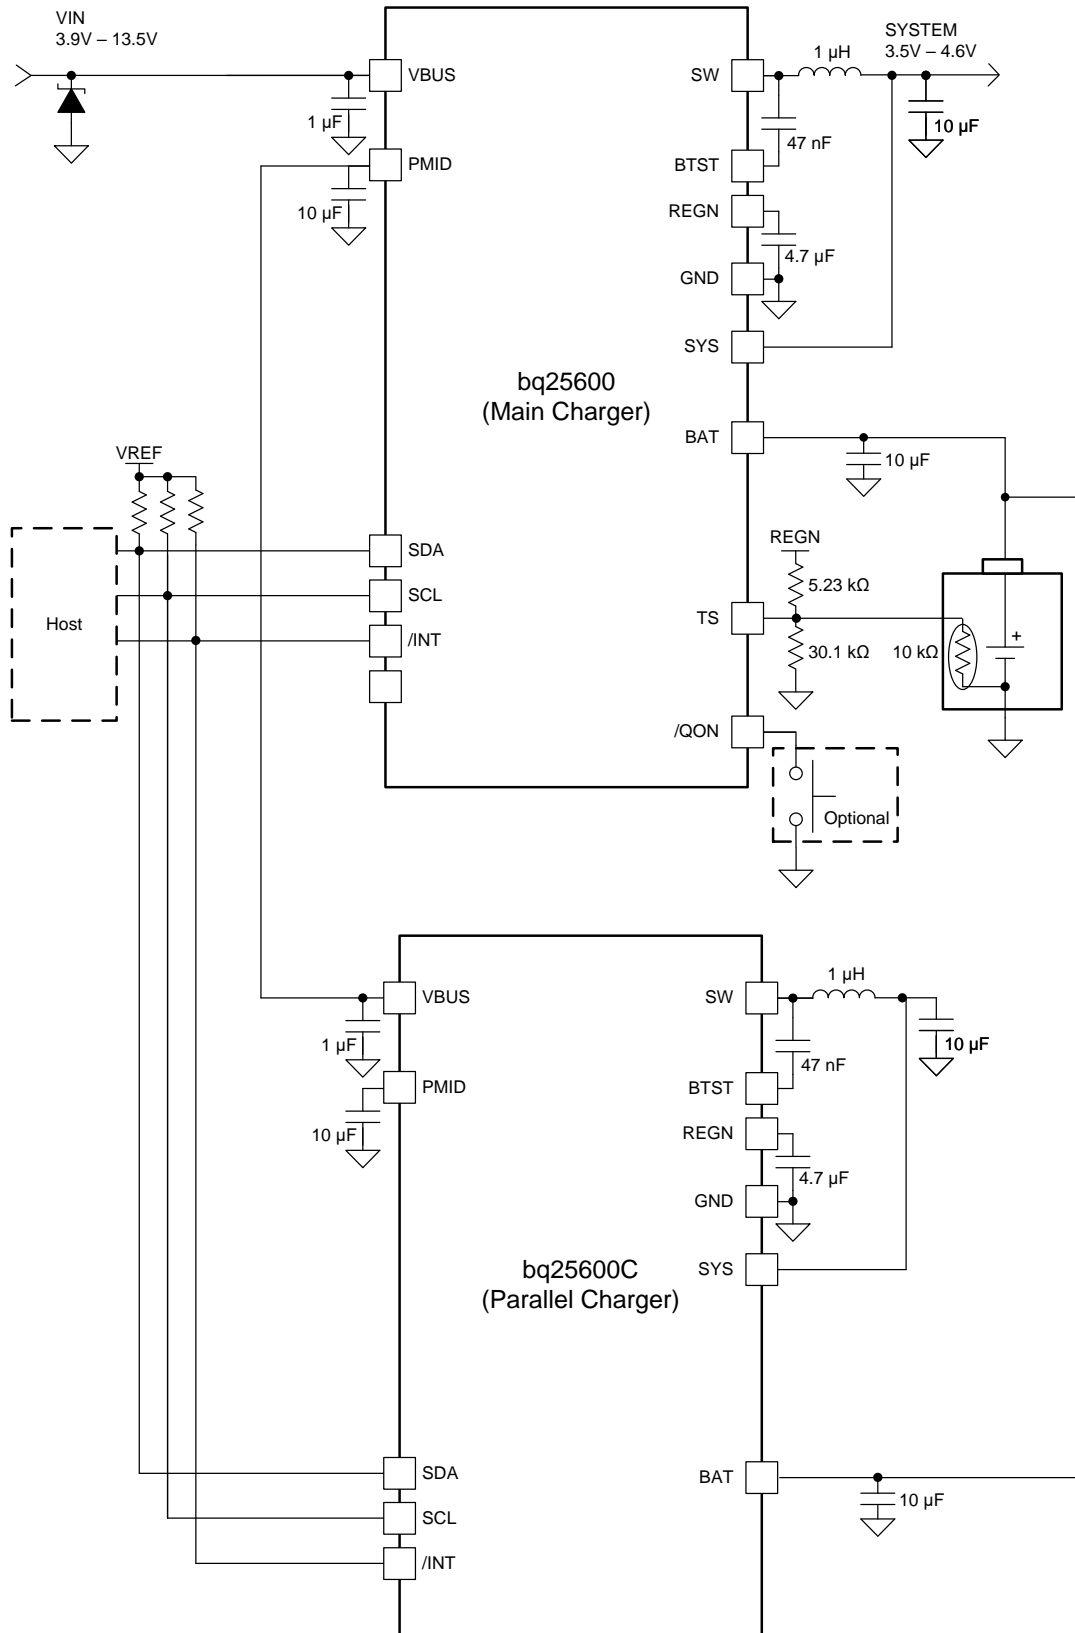 VIN
3.9V – 13.5V
VBUS
1 µF
PMID
10 µF
SW
1 µH
SYSTEM
3.5V – 4.6V
10 µF
47 nF
BTST
REGN
4.7 µF
GND
SYS
bq25600
(Main Charger)
BAT
10 µF
VREF
Host
SDA
SCL
/INT
REGN
5.23 kΩ
TS
30.1 kΩ
10 kΩ
+
/QON
Optional
VBUS
1 µF
PMID
10 µF
SW
1 µH
10 µF
47 nF
BTST
REGN
4.7 µF
GND
SYS
bq25600C
(Parallel Charger)
SDA
SCL
/INT
BAT
10 µF